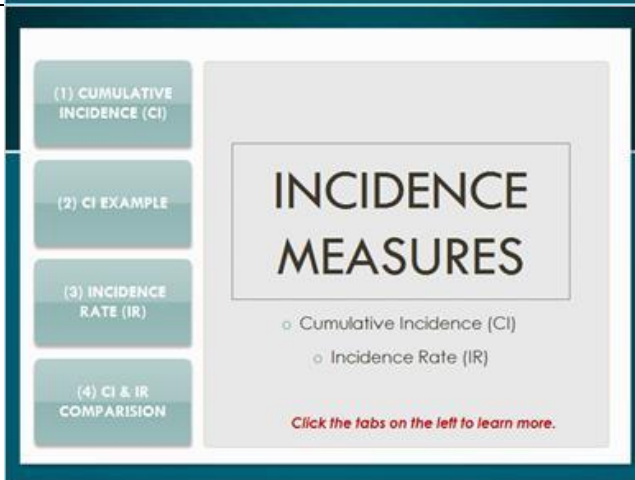 (1) CUMULATIVE
INCIDENCE (CI)
(2) CI EXAMPLE
(3) INCIDENCE
RATE (IR)
(4) CI & IR
COMPARISION
INCIDENCE
MEASURES
Cumulative Incidence (CI)
Incidence Rate (IR)
Click the tabs on the left to learn more.